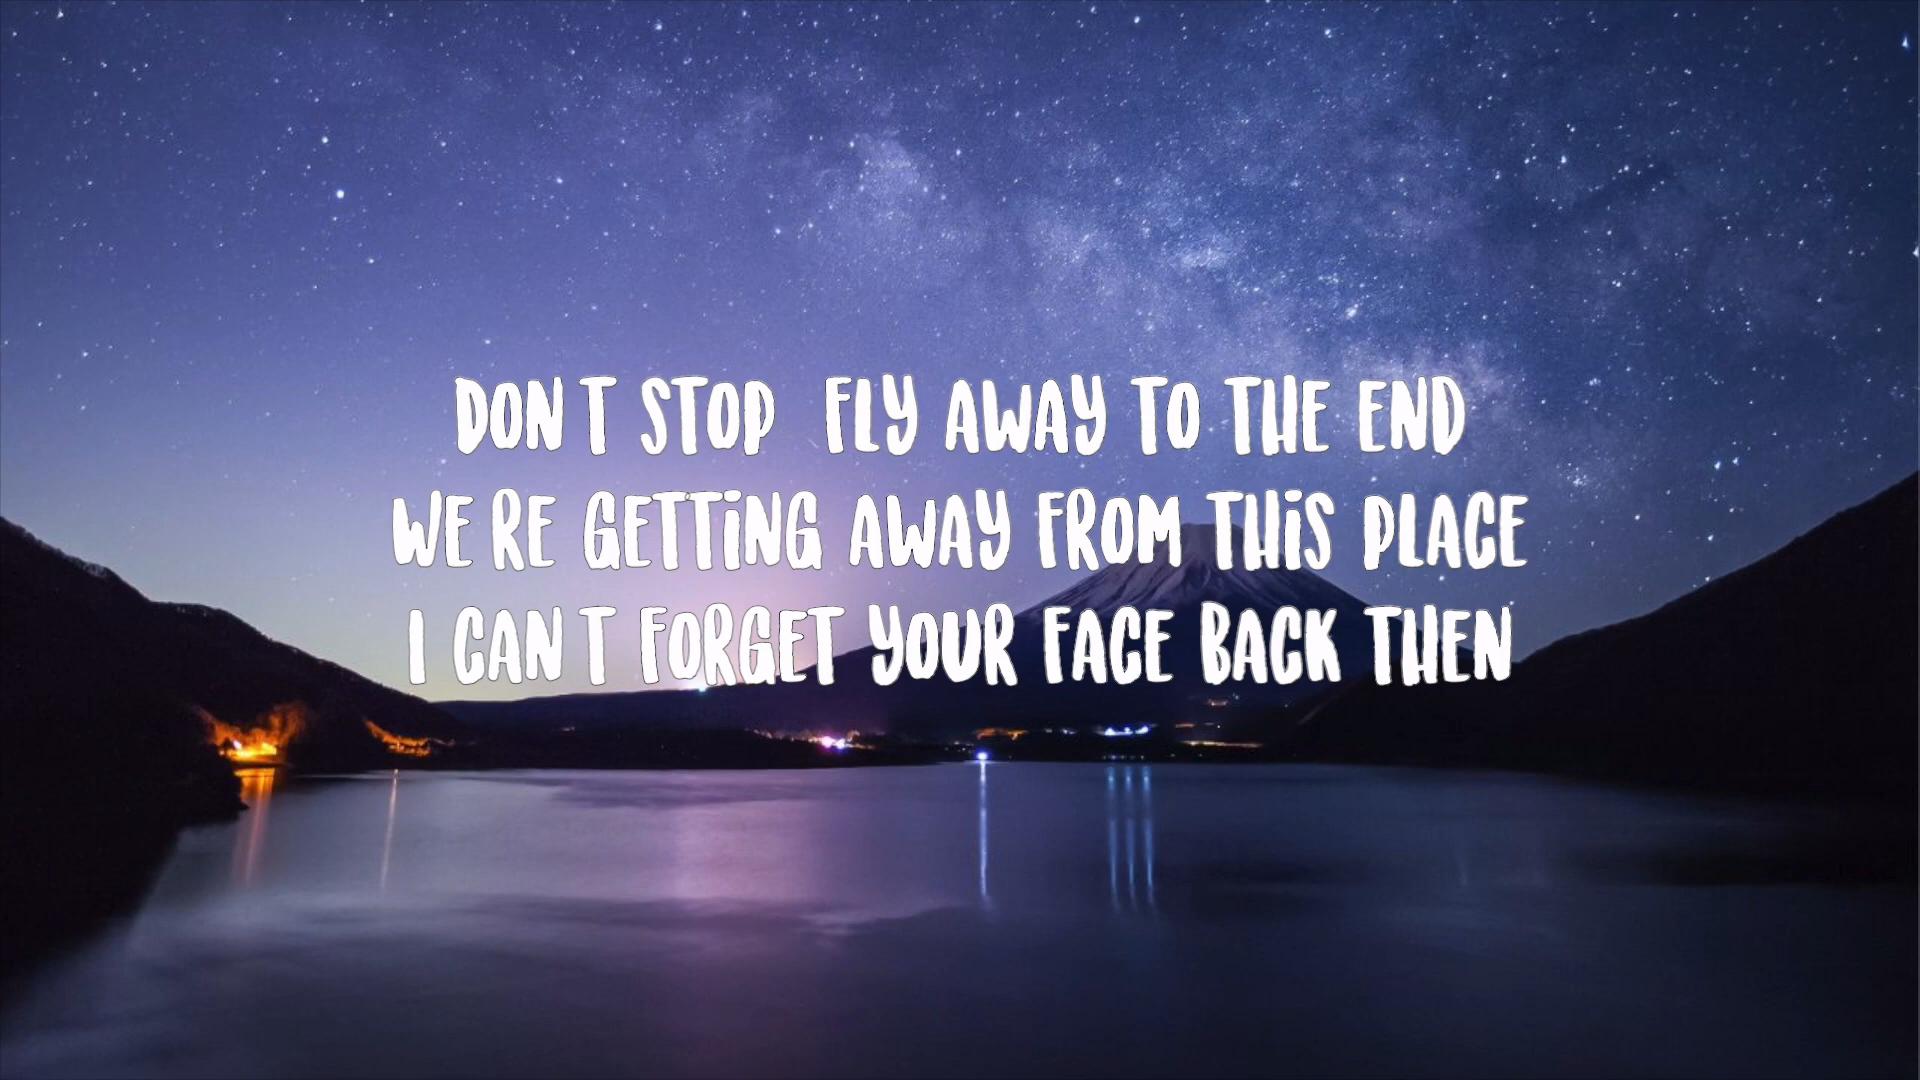 DON T STOP  FLY AWAY TO THE END
WE RE GETTiNG AWAY FROM THiS PLACE
I CAN T FORGET YOUR FACE BACK THEN